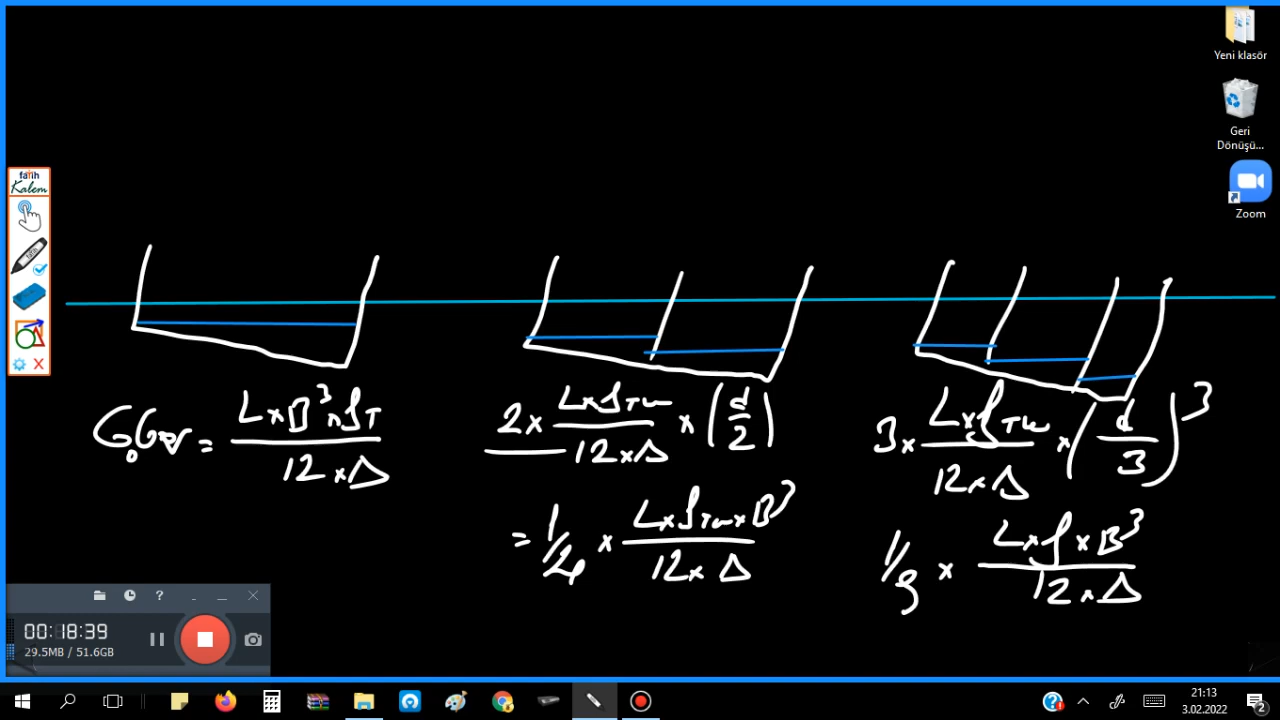 Yeni klasör
Geri
Dönüşü...
Zoom
fatih
Kalem
L×B³×ρT
GGv =
12×Δ
2× L×ρTW × (d/2)
12×Δ
= 1/4 × L×ρTW×B³
12×Δ
3× L×ρTW × (d/3)³
12×Δ
1/9 × L×ρ×B³
12×Δ
00:18:39
29.5MB / 51.6GB
21:13
3.02.2022
2